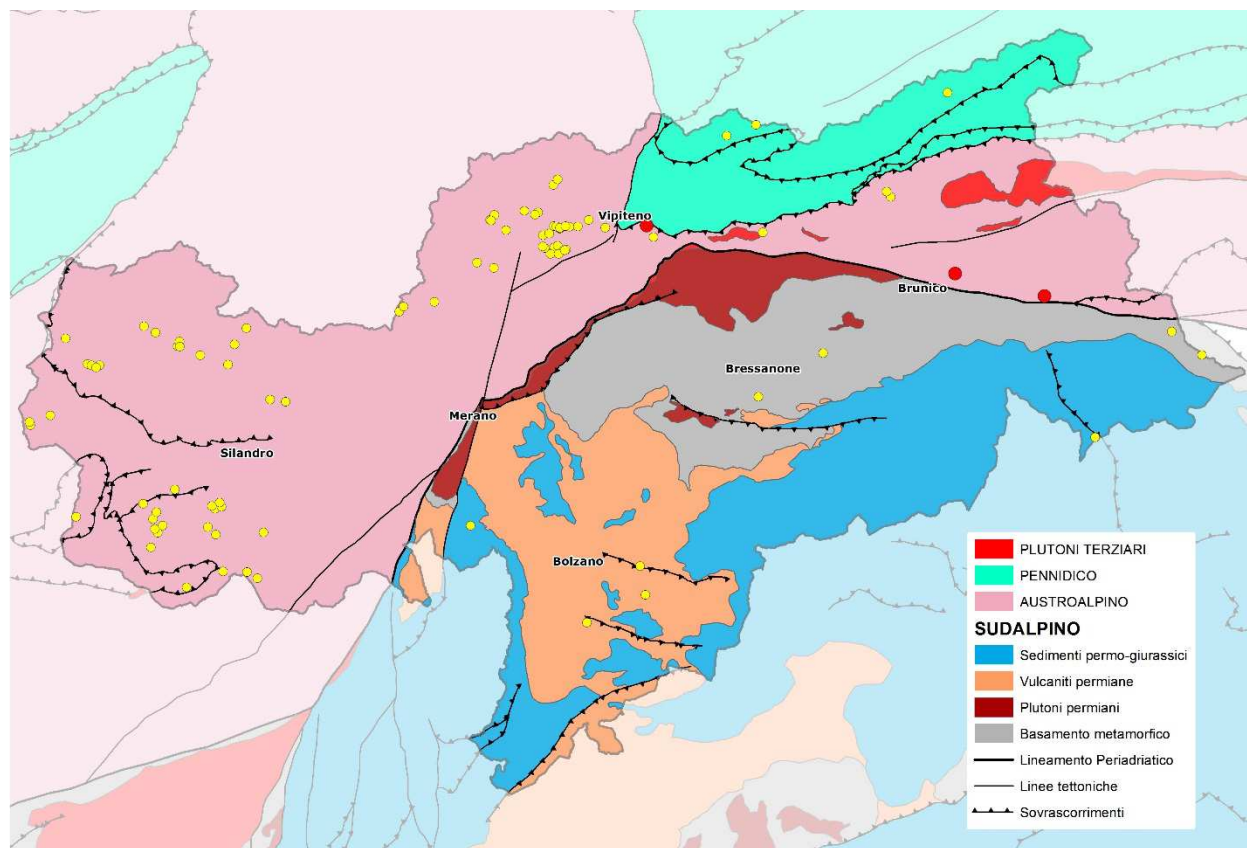 Vipiteno
Brunico
Bressanone
Merano
Silandro
Bolzano
PLUTONI TERZIARI
PENNIDICO
AUSTROALPINO
SUDALPINO
Sedimenti permo-giurassici
Vulcaniti permiane
Plutoni permiani
Basamento metamorfico
Lineamento Periadriatico
Linee tettoniche
Sovrascorrimenti